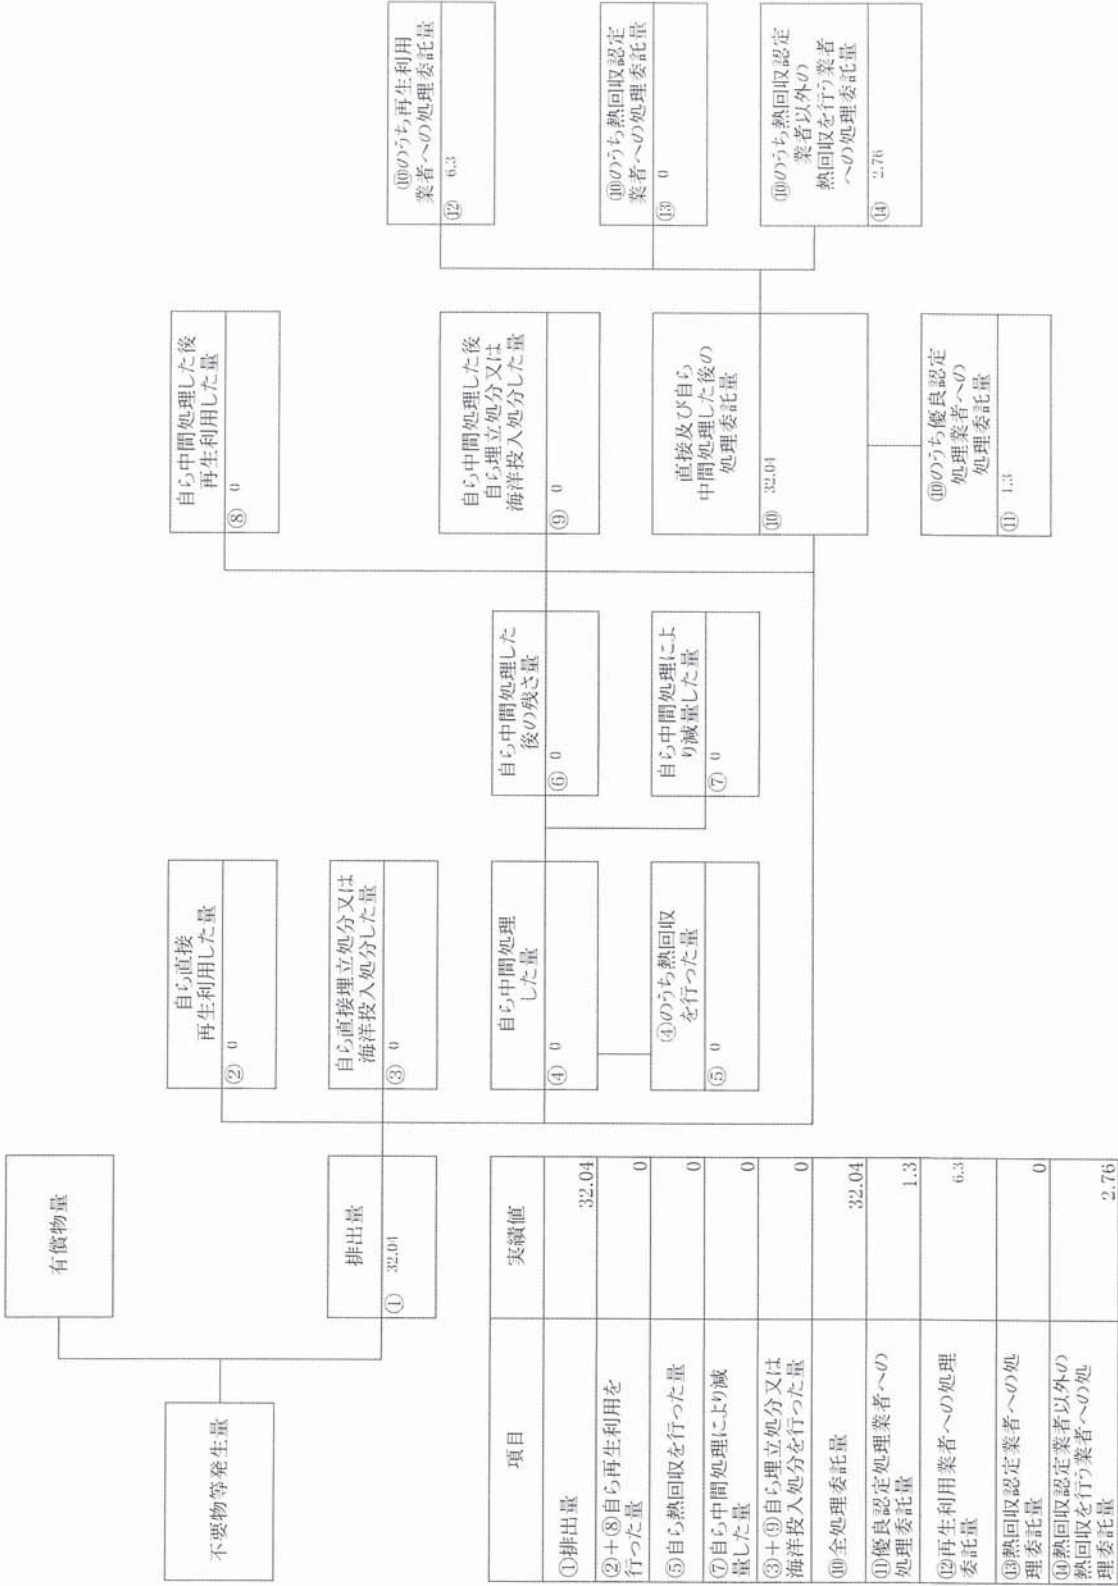 不要物等発生量
有償物量
排出量
① 32.04
自ら直接
再生利用した量
② 0
自ら直接埋立処分又は
海洋投入処分した量
③ 0
自ら中間処理
した量
④ 0
④のうち熱回収
を行った量
⑤ 0
自ら中間処理した
後の残さ量
⑥ 0
自ら中間処理によ
り減量した量
⑦ 0
自ら中間処理した後
再生利用した量
⑧ 0
自ら中間処理した後
自ら埋立処分又は
海洋投入処分した量
⑨ 0
直接及び自ら
中間処理した後の
処理委託量
⑩ 32.04
⑩のうち優良認定
処理業者への
処理委託量
⑪ 1.3
⑩のうち再生利用
業者への処理委託量
⑫ 6.3
⑩のうち熱回収認定
業者への処理委託量
⑬ 0
⑩のうち熱回収認定
業者以外の
熱回収を行う業者
への処理委託量
⑭ 2.76
項目 実績値
①排出量 32.04
②+⑧自ら再生利用を
行った量 0
⑤自ら熱回収を行った量 0
⑦自ら中間処理により減
量した量 0
③+⑨自ら埋立処分又は
海洋投入処分を行った量 0
⑩全処理委託量 32.04
⑪優良認定処理業者への
処理委託量 1.3
⑫再生利用業者への処理
委託量 6.3
⑬熱回収認定業者への処
理委託量 0
⑭熱回収認定業者以外の
熱回収を行う業者への処
理委託量 2.76